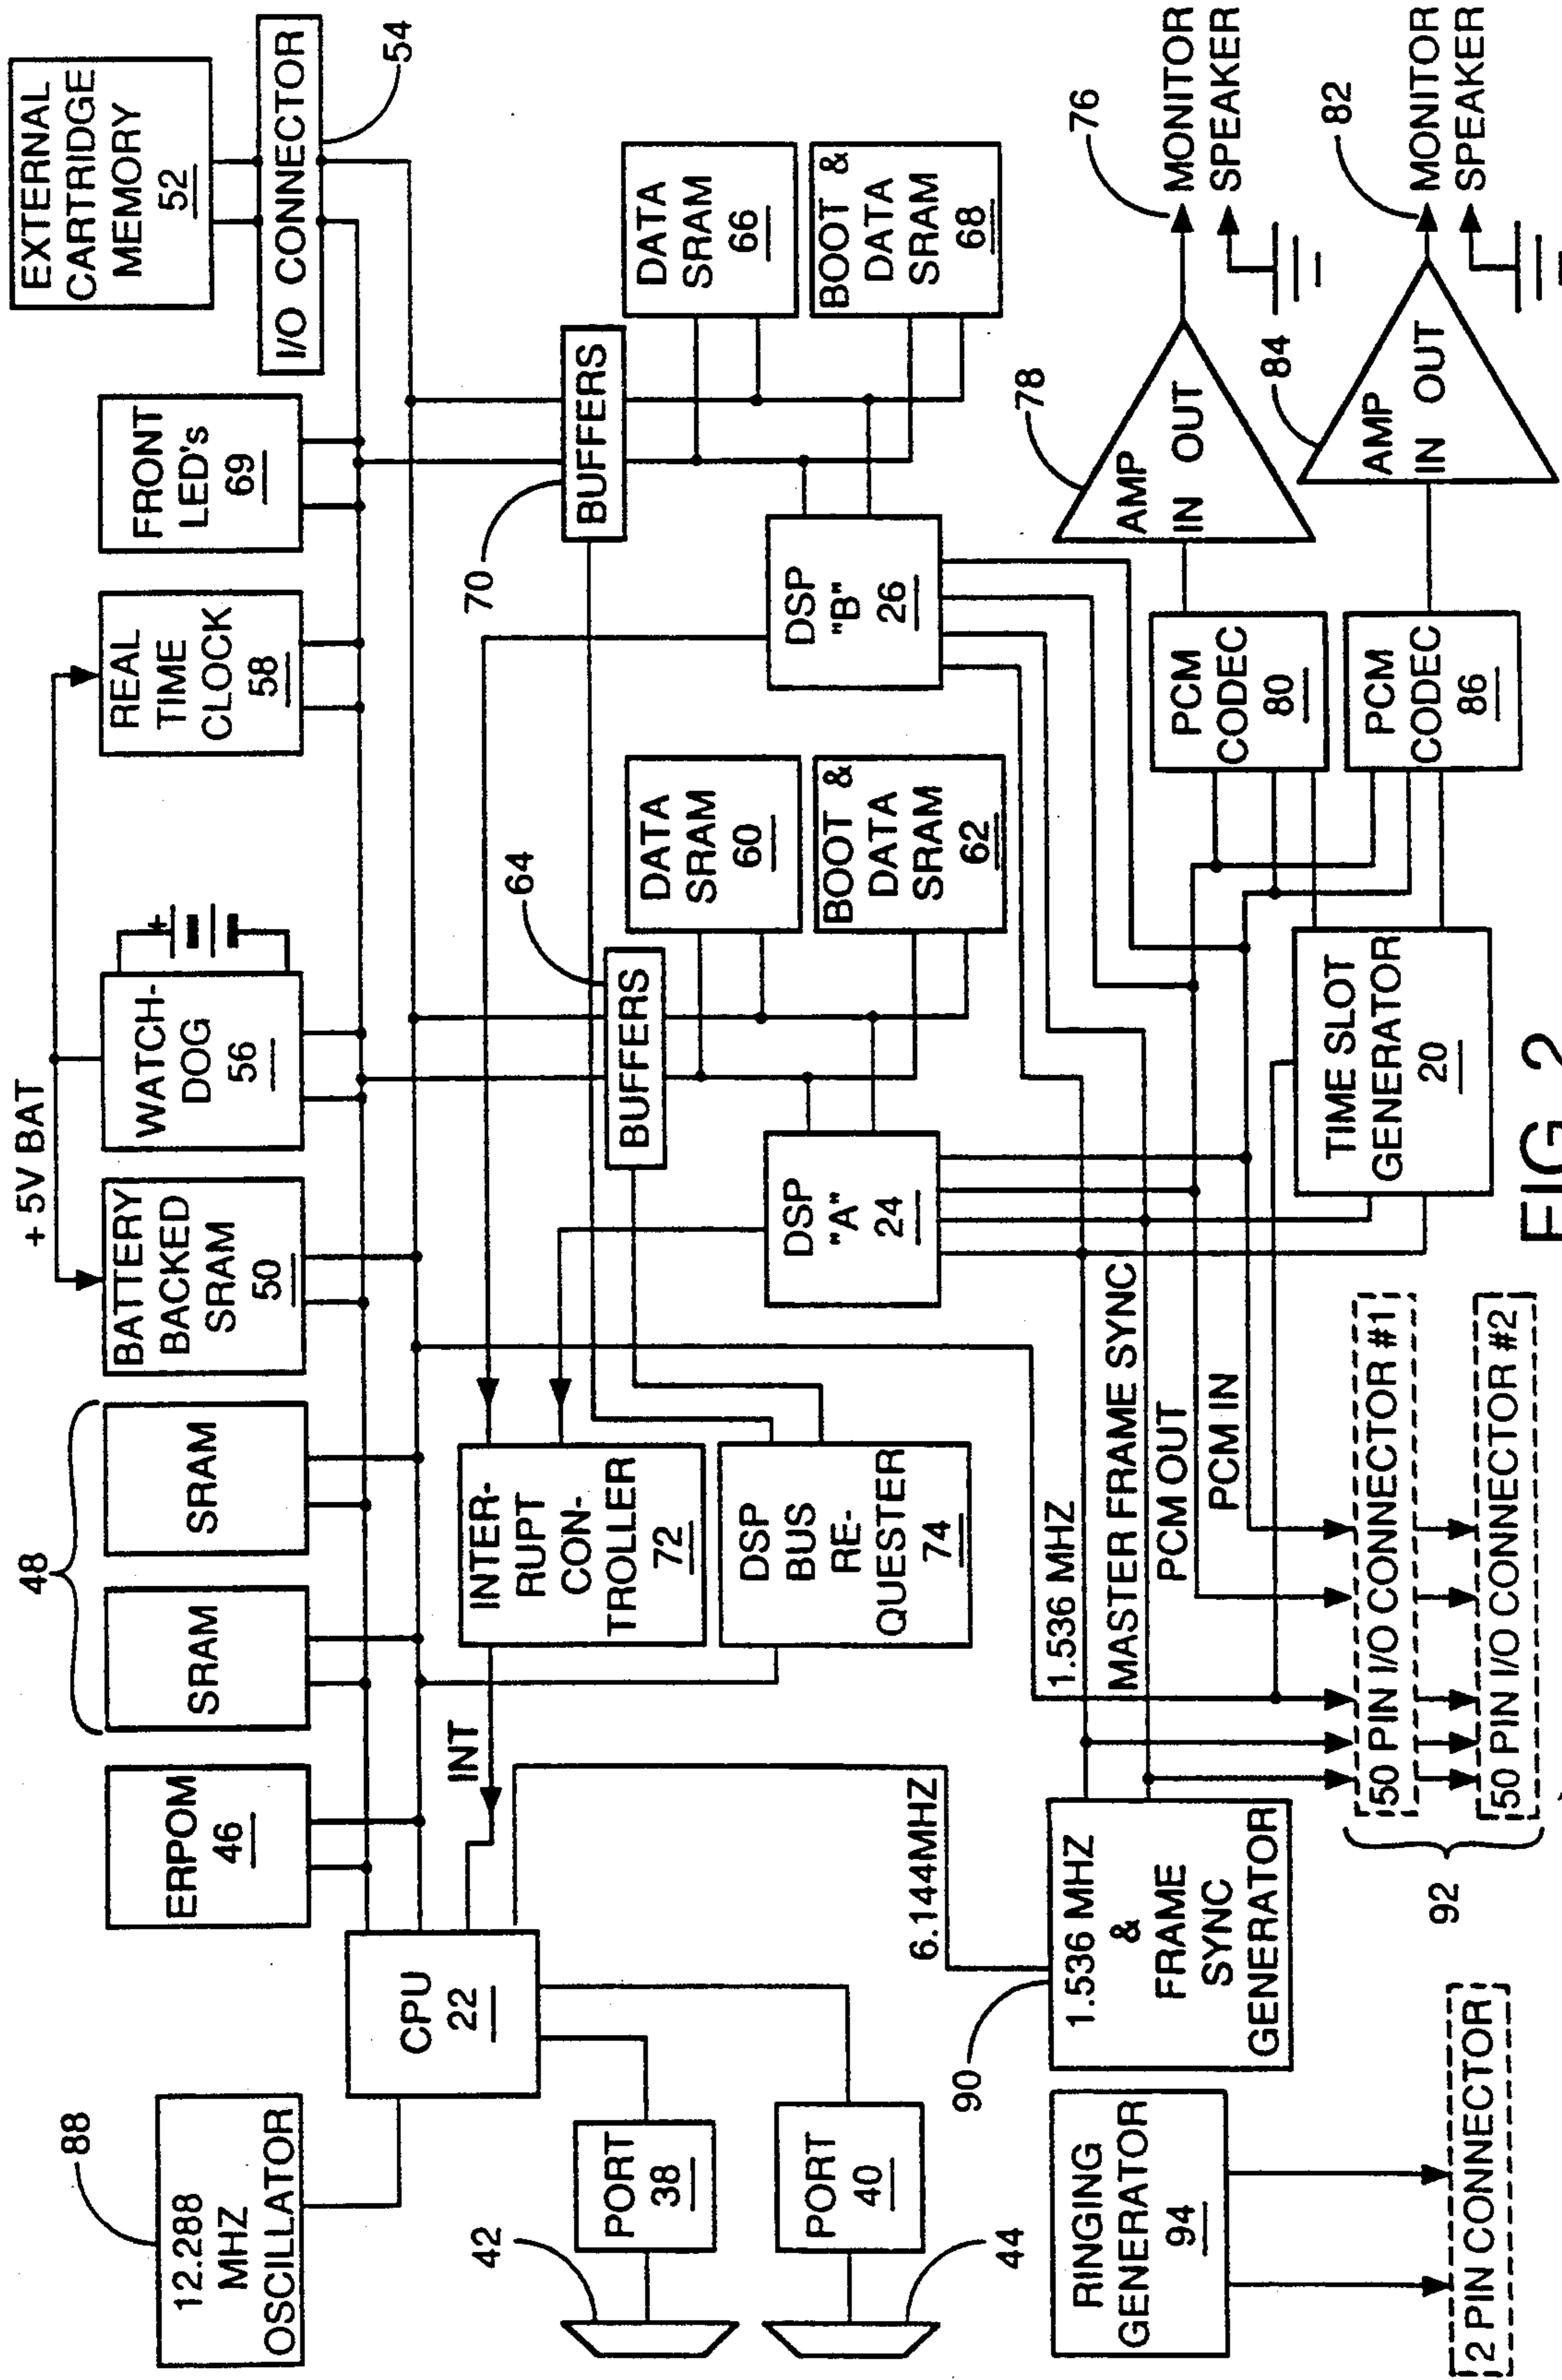 88
12.288
MHZ
OSCILLATOR
CPU
22
42
PORT
38
44
PORT
40
ERPOM
46
48
SRAM
SRAM
+ 5V BAT
BATTERY
BACKED
SRAM
50
WATCH-
DOG
56
+
REAL
TIME
CLOCK
58
FRONT
LED's
69
EXTERNAL
CARTRIDGE
MEMORY
52
I/O CONNECTOR
54
INT
INTER-
RUPT
CON-
TROLLER
72
DSP
BUS
RE-
QUESTER
74
64
BUFFERS
DATA
SRAM
60
BOOT &
DATA
SRAM
62
DSP
"A"
24
70
BUFFERS
DATA
SRAM
66
BOOT &
DATA
SRAM
68
DSP
"B"
26
6.144MHZ
90
1.536 MHZ
&
FRAME
SYNC
GENERATOR
1.536 MHZ
MASTER FRAME SYNC
PCM OUT
PCM IN
PCM
CODEC
80
78
AMP
IN OUT
76
MONITOR
SPEAKER
PCM
CODEC
86
84
AMP
IN OUT
82
MONITOR
SPEAKER
TIME SLOT
GENERATOR
20
RINGING
GENERATOR
94
2 PIN CONNECTOR
92
50 PIN I/O CONNECTOR #1
50 PIN I/O CONNECTOR #2
FIG 2